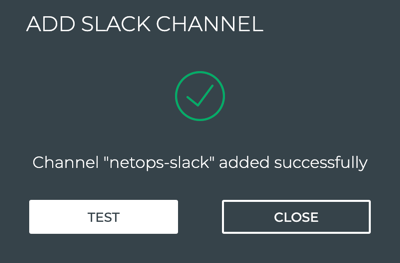 ADD SLACK CHANNEL
Channel "netops-slack" added successfully
TEST
CLOSE